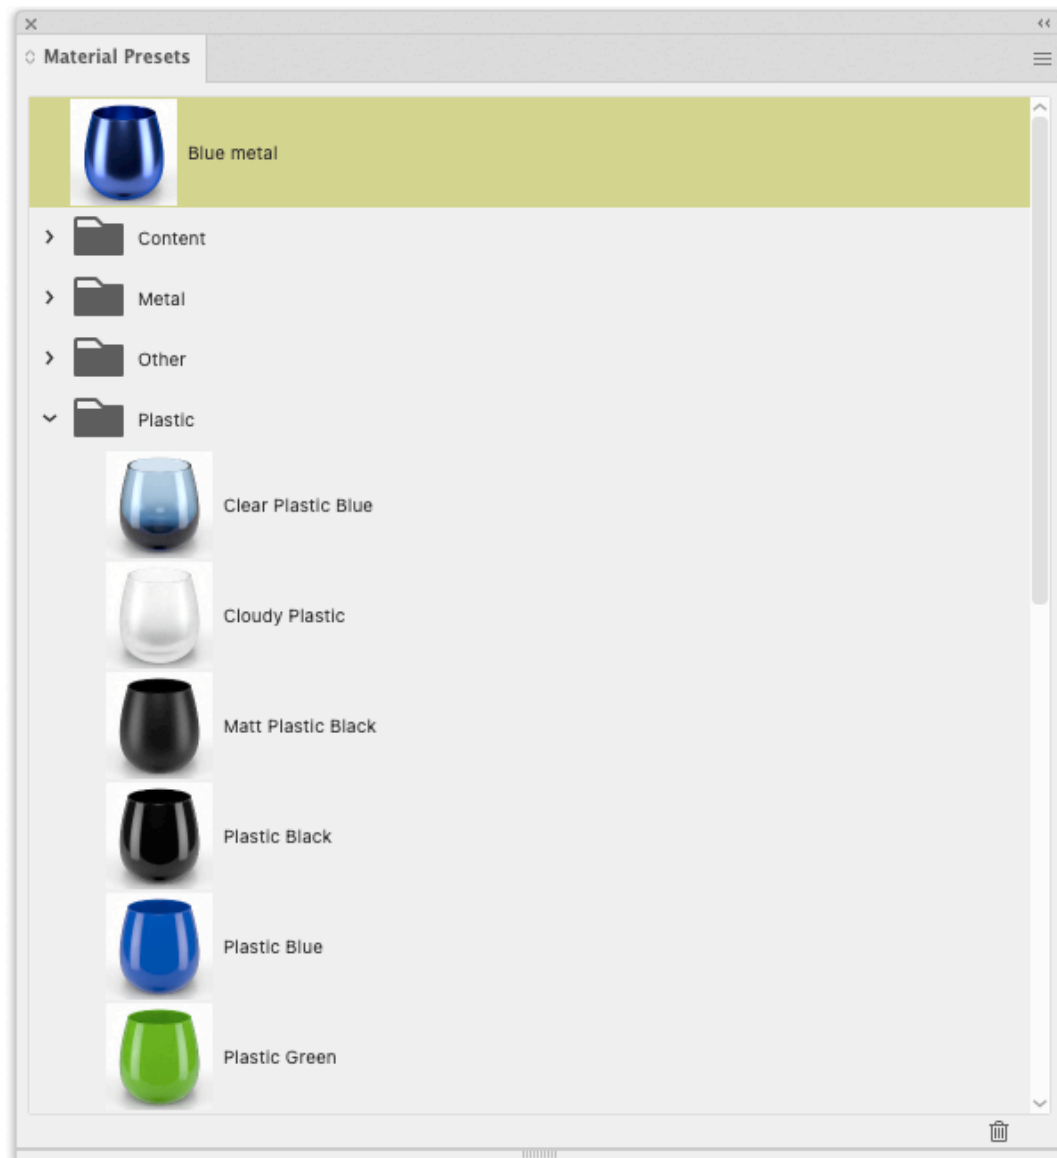 Material Presets
Blue metal
Content
Metal
Other
Plastic
Clear Plastic Blue
Cloudy Plastic
Matt Plastic Black
Plastic Black
Plastic Blue
Plastic Green